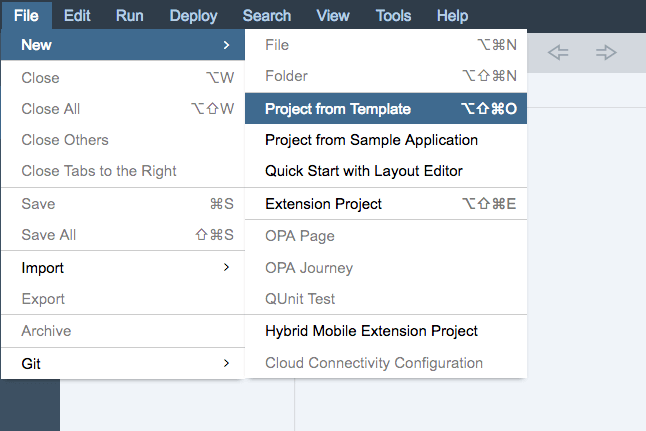 File Edit Run Deploy Search View Tools Help
New >
Close ⌥W
Close All ⌥⇧W
Close Others
Close Tabs to the Right
Save ⌘S
Save All ⇧⌘S
Import >
Export
Archive
Git >
File ⌥⌘N
Folder ⌥⇧⌘N
Project from Template ⌥⇧⌘O
Project from Sample Application
Quick Start with Layout Editor
Extension Project ⌥⇧⌘E
OPA Page
OPA Journey
QUnit Test
Hybrid Mobile Extension Project
Cloud Connectivity Configuration